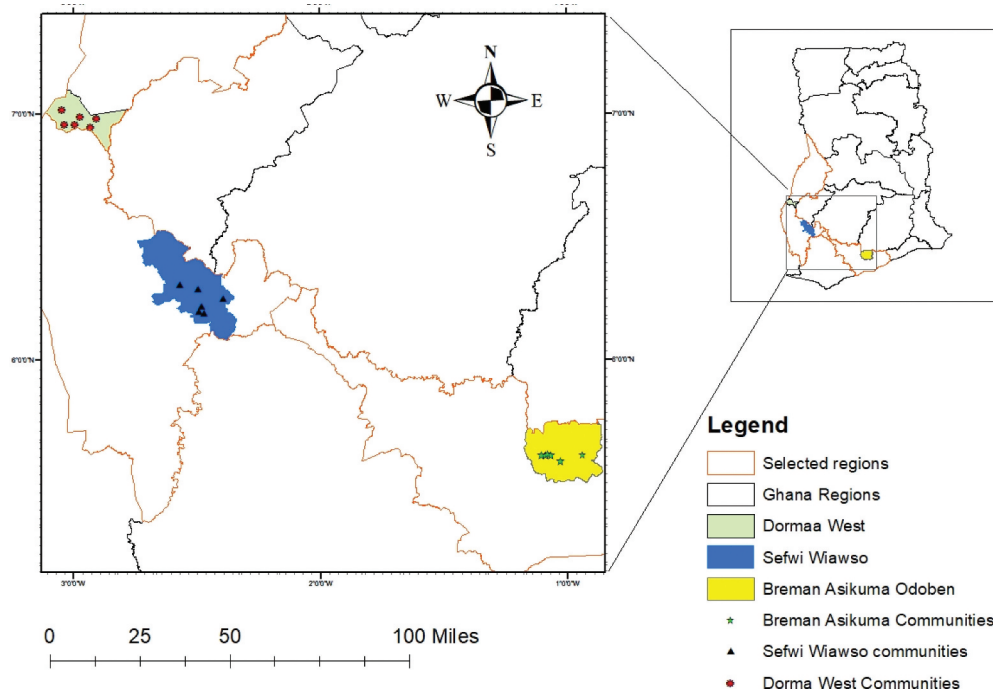 N
W E
S
7°0'0"N
7°0'0"N
6°0'0"N
6°0'0"N
3°0'0"W 2°0'0"W 1°0'0"W
0 25 50 100 Miles
Legend
Selected regions
Ghana Regions
Dormaa West
Sefwi Wiawso
Breman Asikuma Odoben
Breman Asikuma Communities
Sefwi Wiawso communities
Dorma West Communities